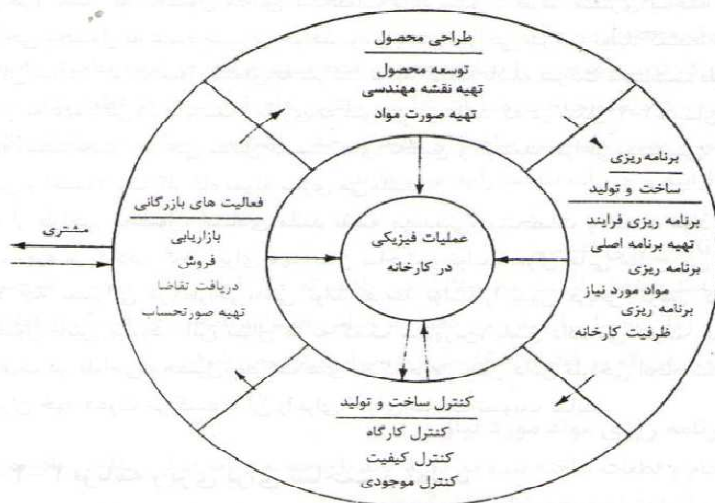 طراحی محصول
توسعه محصول
تهیه نقشه مهندسی
تهیه صورت مواد
برنامه ریزی
ساخت و تولید
برنامه ریزی فرآیند
تهیه برنامه اصلی
برنامه ریزی
مواد مورد نیاز
برنامه ریزی
ظرفیت کارخانه
عملیات فیزیکی
در کارخانه
فعالیت های بازرگانی
بازاریابی
فروش
دریافت تقاضا
تهیه صورتحساب
مشتری
کنترل ساخت و تولید
کنترل کارگاه
کنترل کیفیت
کنترل موجودی